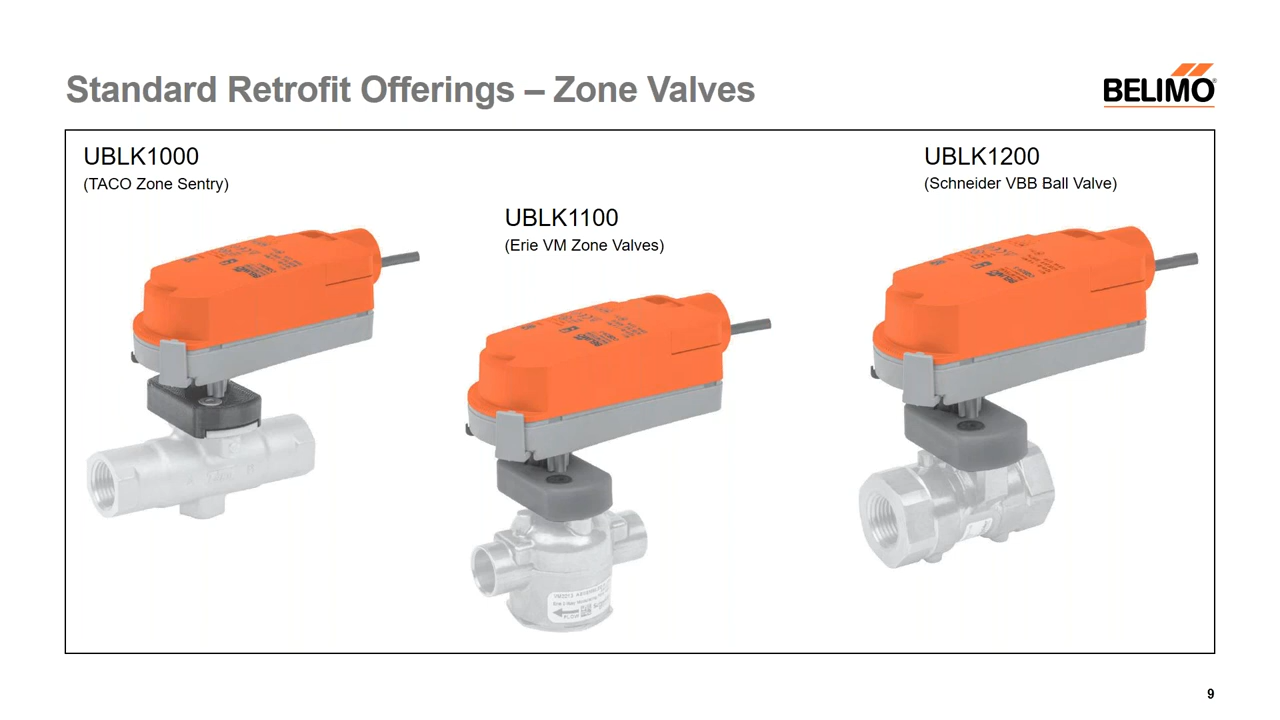 Standard Retrofit Offerings – Zone Valves
BELIMO®
UBLK1000
(TACO Zone Sentry)
UBLK1100
(Erie VM Zone Valves)
UBLK1200
(Schneider VBB Ball Valve)
FLOW
9